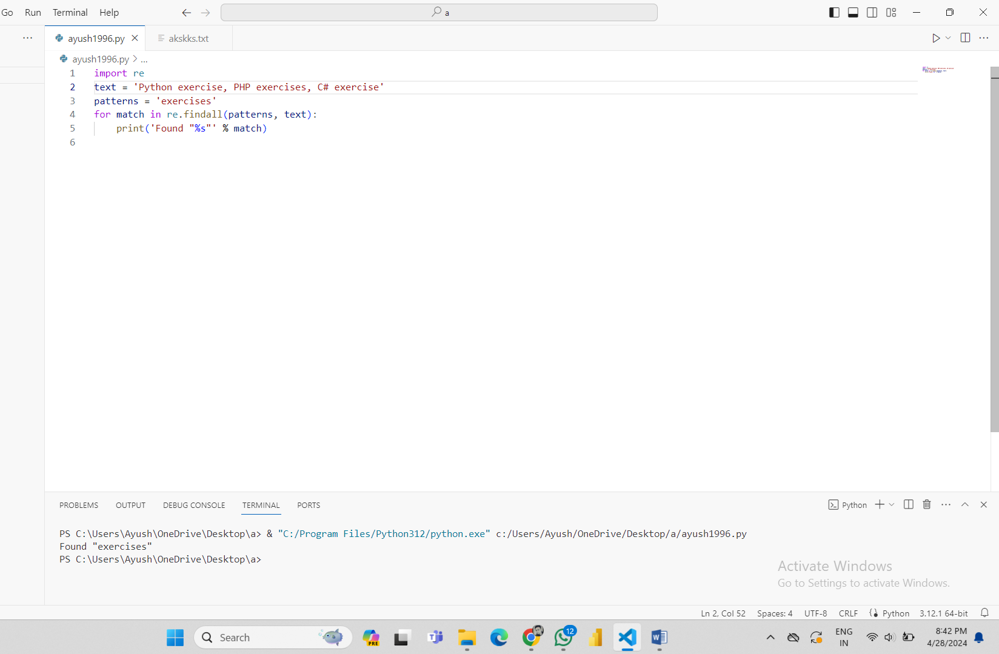 Go Run Terminal Help a
ayush1996.py akskks.txt
ayush1996.py > ...
1 import re
2 text = 'Python exercise, PHP exercises, C# exercise'
3 patterns = 'exercises'
4 for match in re.findall(patterns, text):
5 print('Found "%s"' % match)
6
PROBLEMS OUTPUT DEBUG CONSOLE TERMINAL PORTS Python
PS C:\Users\Ayush\OneDrive\Desktop\a> & "C:/Program Files/Python312/python.exe" c:/Users/Ayush/OneDrive/Desktop/a/ayush1996.py
Found "exercises"
PS C:\Users\Ayush\OneDrive\Desktop\a>
Activate Windows
Go to Settings to activate Windows.
Ln 2, Col 52 Spaces: 4 UTF-8 CRLF Python 3.12.1 64-bit
Search PRE 12 ENG IN 8:42 PM
4/28/2024